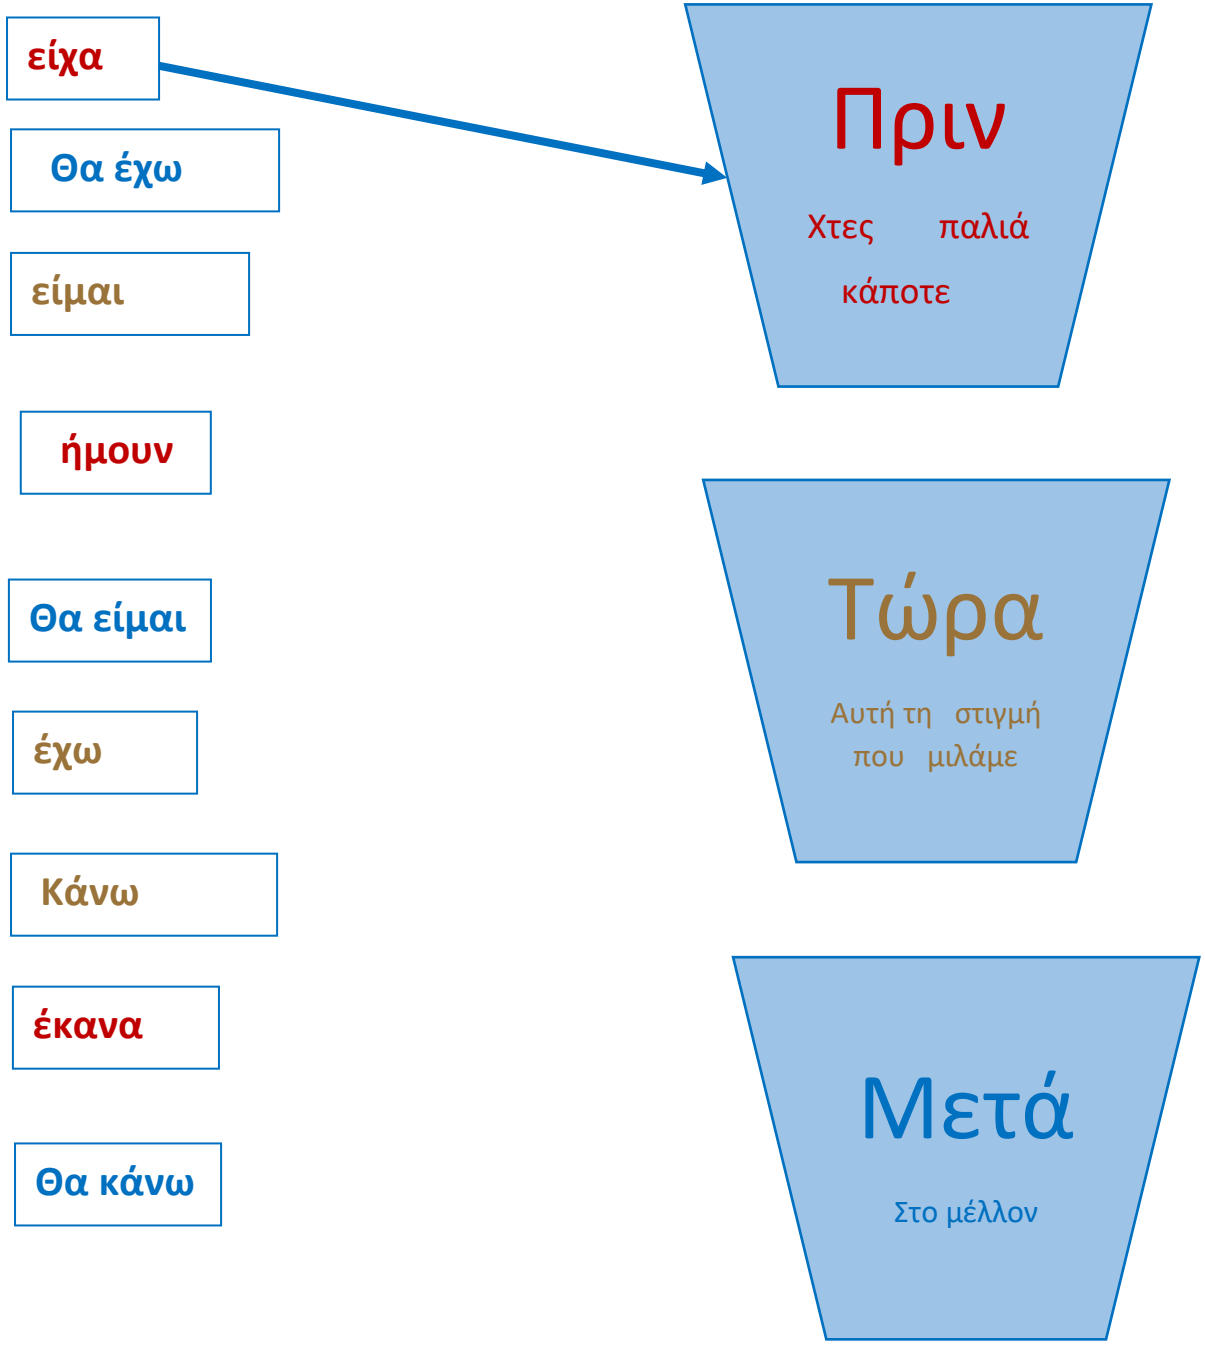 είχα
Θα έχω
είμαι
ήμουν
Θα είμαι
έχω
Κάνω
έκανα
Θα κάνω
Πριν
Χτες παλιά
κάποτε
Τώρα
Αυτή τη στιγμή
που μιλάμε
Μετά
Στο μέλλον